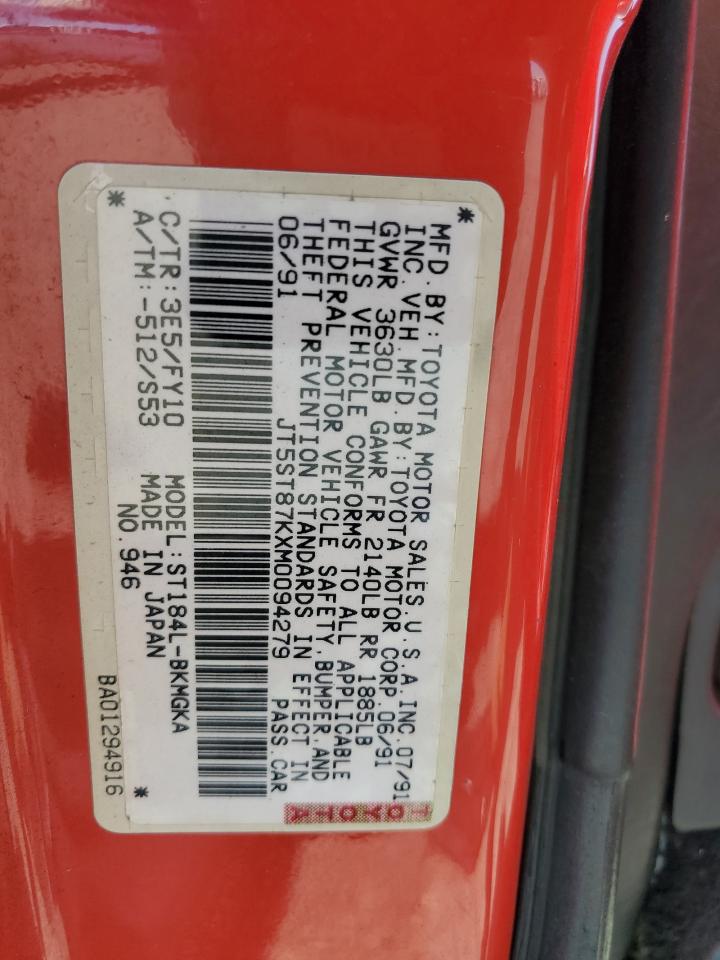 MFD.BY:TOYOTA MOTOR SALES.U.S.A.INC.07/91
INC.VEH.MFD.BY:TOYOTA MOTOR CORP.06/91
GVWR 3630LB GAWR FR 2140LB RR 1885LB
THIS VEHICLE CONFORMS TO ALL APPLICABLE
FEDERAL MOTOR VEHICLE SAFETY,BUMPER,AND
THEFT PREVENTION STANDARDS IN EFFECT IN
06/91 JT5ST87KXM0094279 PASS.CAR
C/TR:3E5/FY10 MODEL:ST184L-BKMGKA
A/TM:-512/S53 MADE IN JAPAN
NO.946
BA01294916
TOYOTA